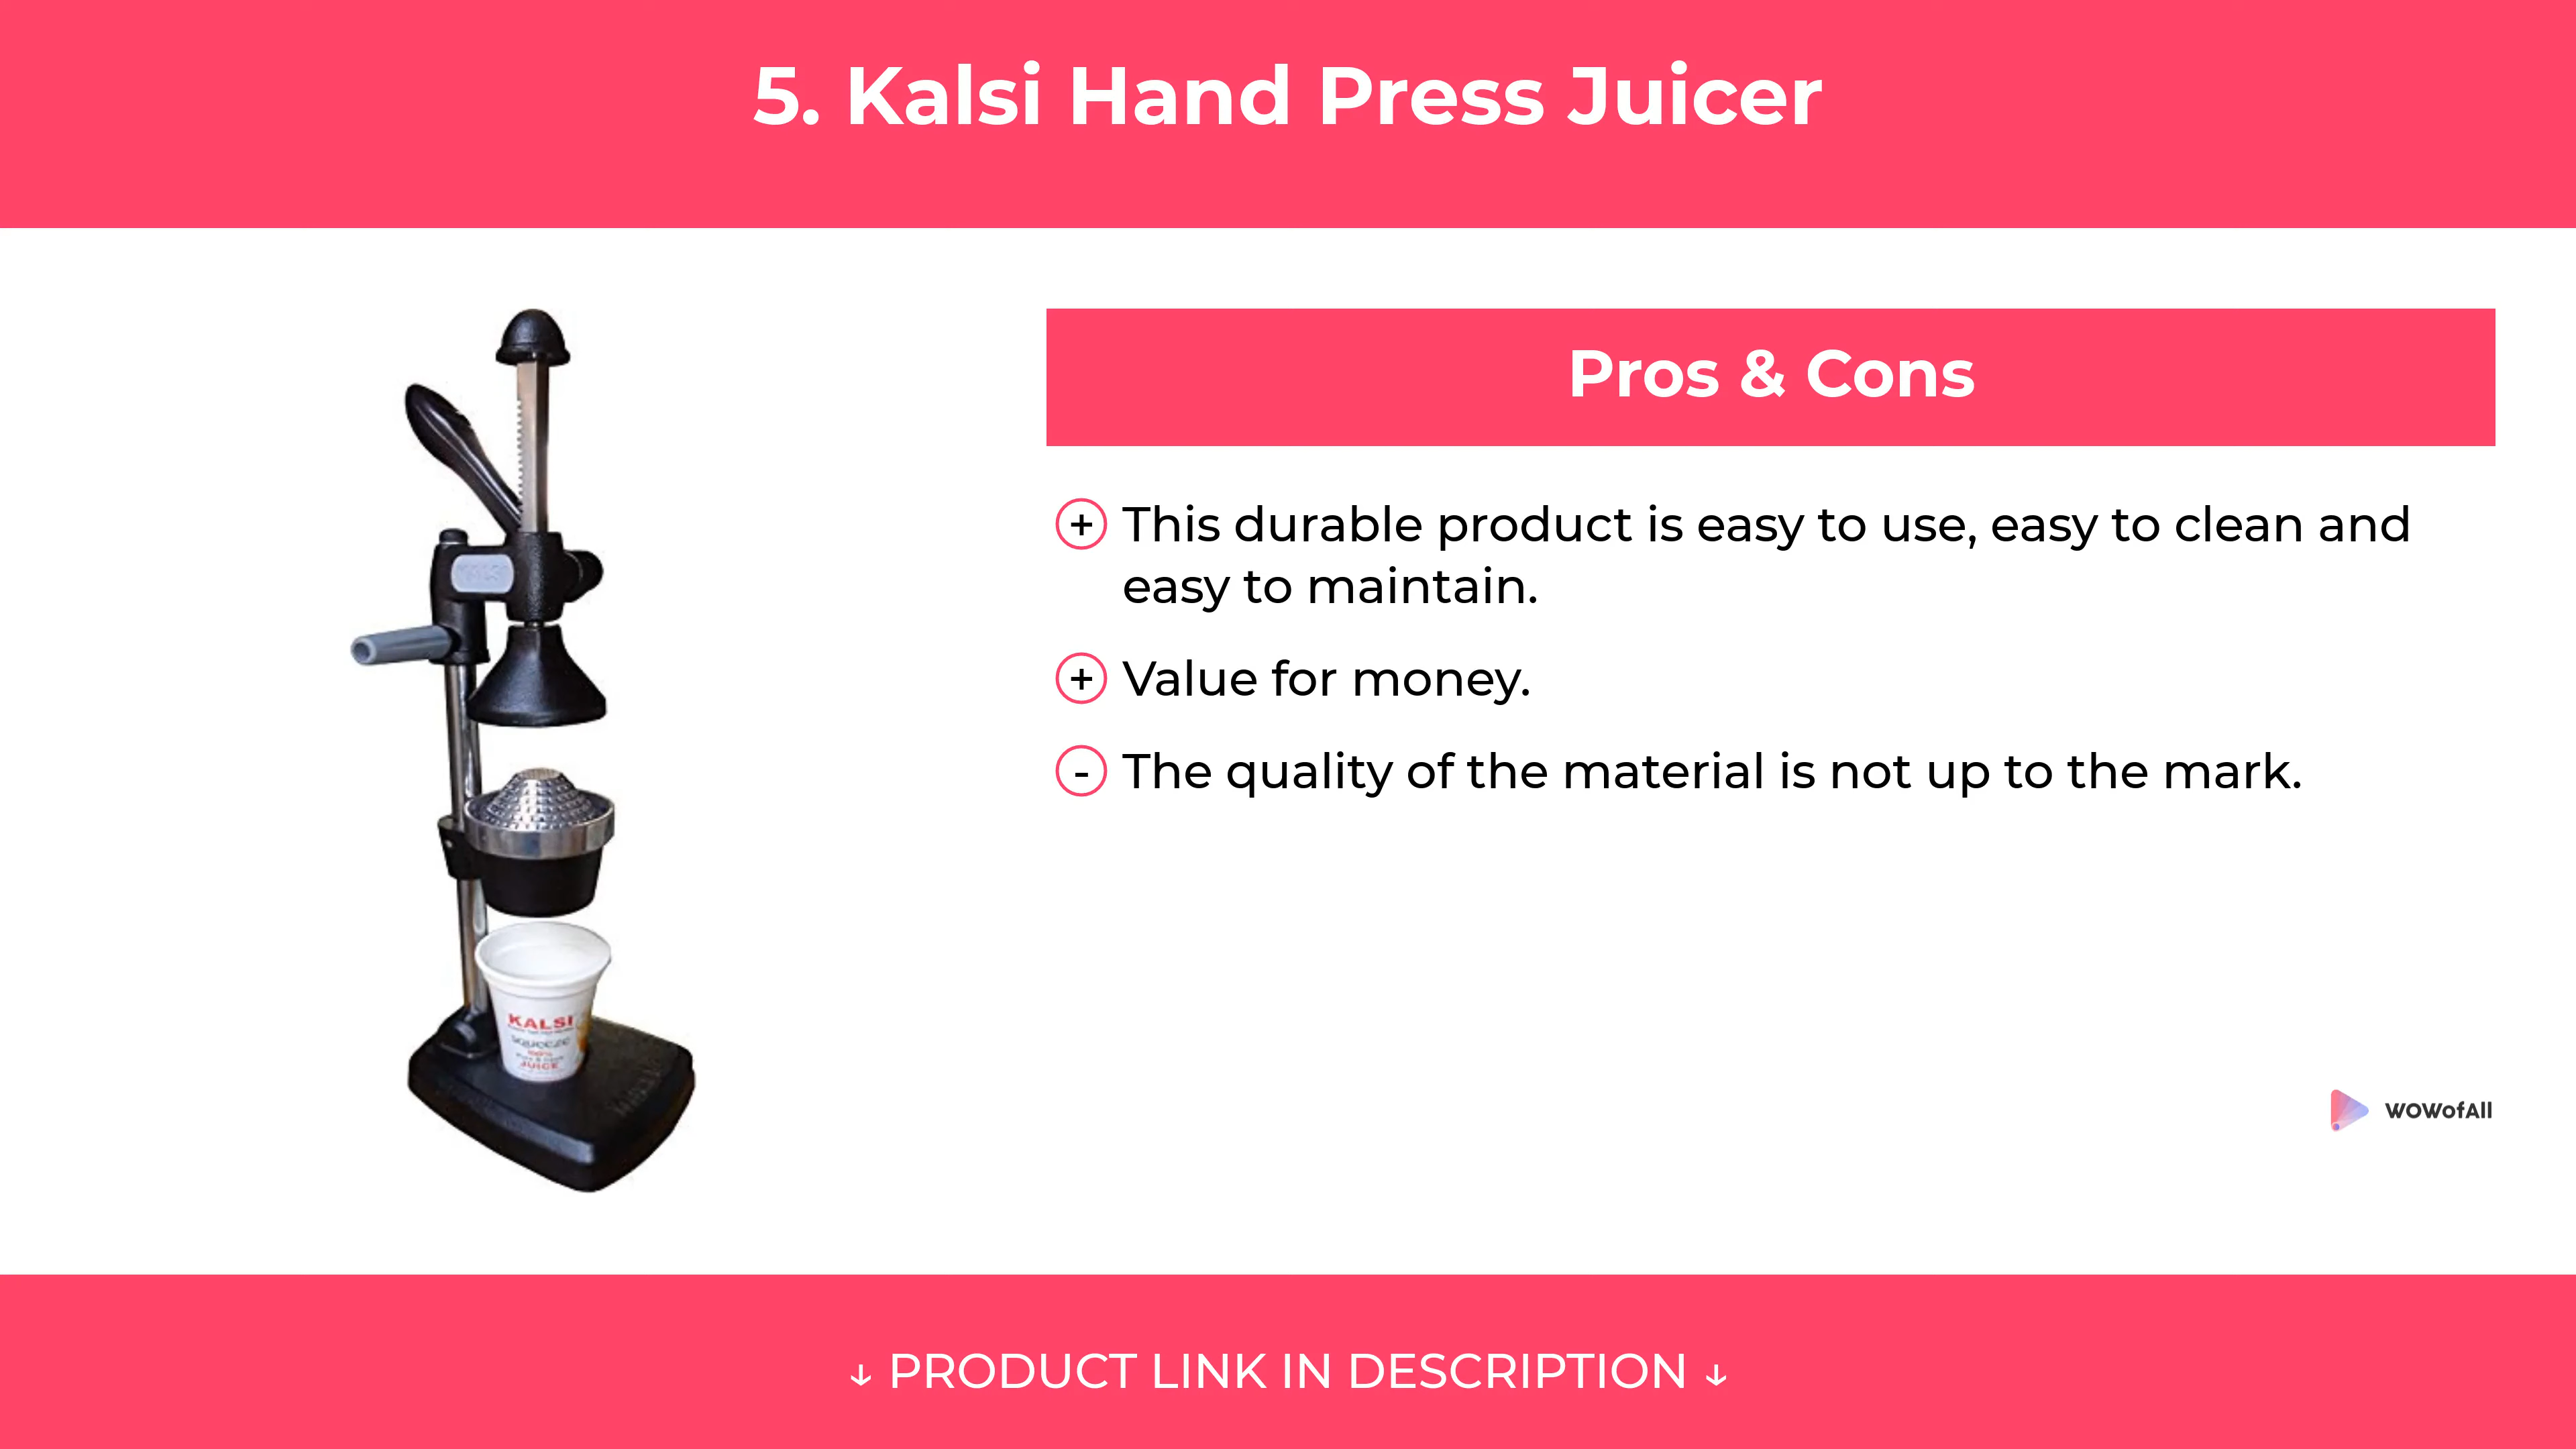 5. Kalsi Hand Press Juicer
Pros & Cons
+ This durable product is easy to use, easy to clean and
easy to maintain.
+ Value for money.
- The quality of the material is not up to the mark.
KALSI
SQUEEZE
100%
JUICE
WOWofAll
↓ PRODUCT LINK IN DESCRIPTION ↓